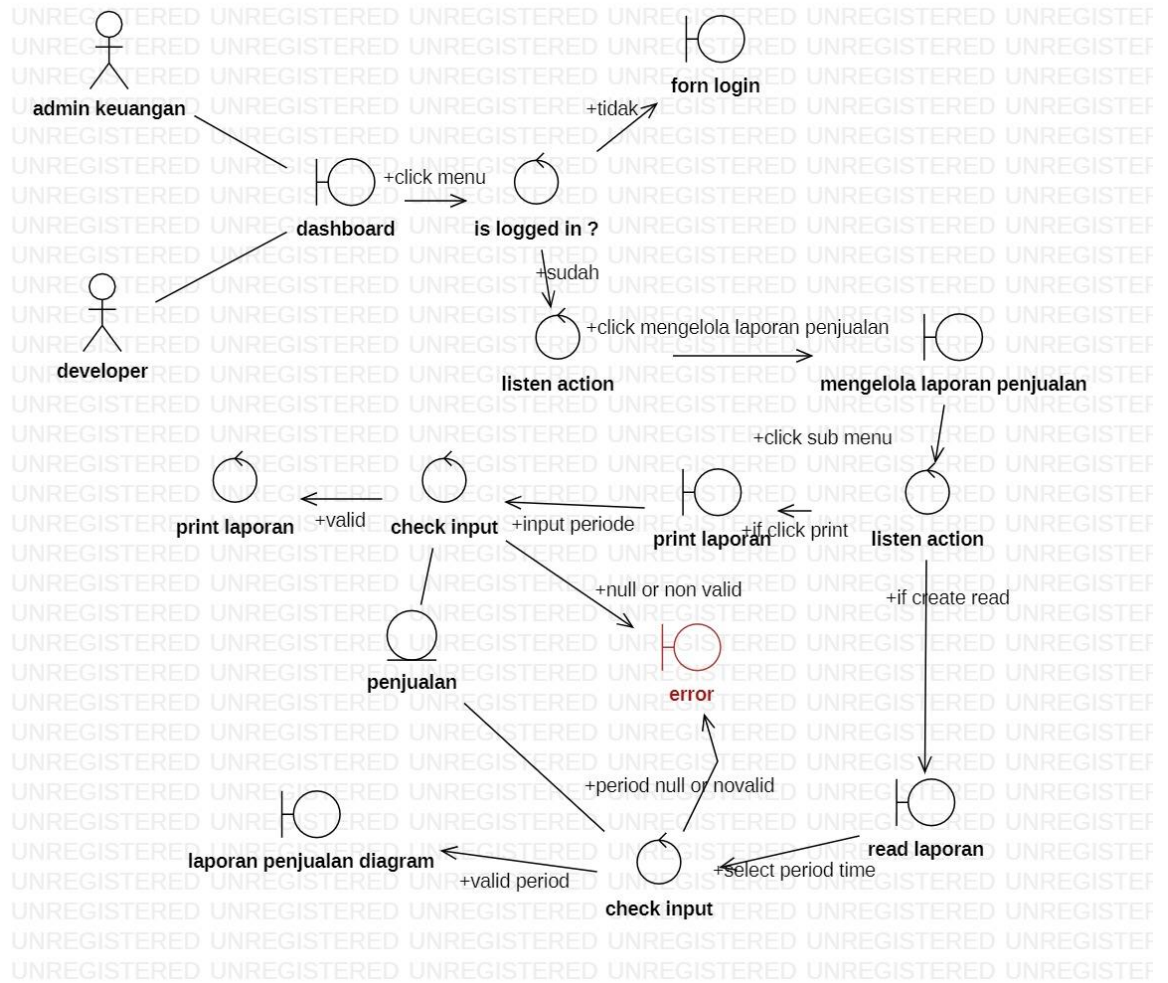 admin keuangan
forn login
+tidak
+click menu
dashboard
is logged in ?
+sudah
developer
+click mengelola laporan penjualan
listen action
mengelola laporan penjualan
+click sub menu
print laporan
+valid
check input
+input periode
print laporan
+if click print
listen action
+null or non valid
+if create read
penjualan
error
+period null or novalid
laporan penjualan diagram
+valid period
check input
+select period time
read laporan
UNREGISTERED